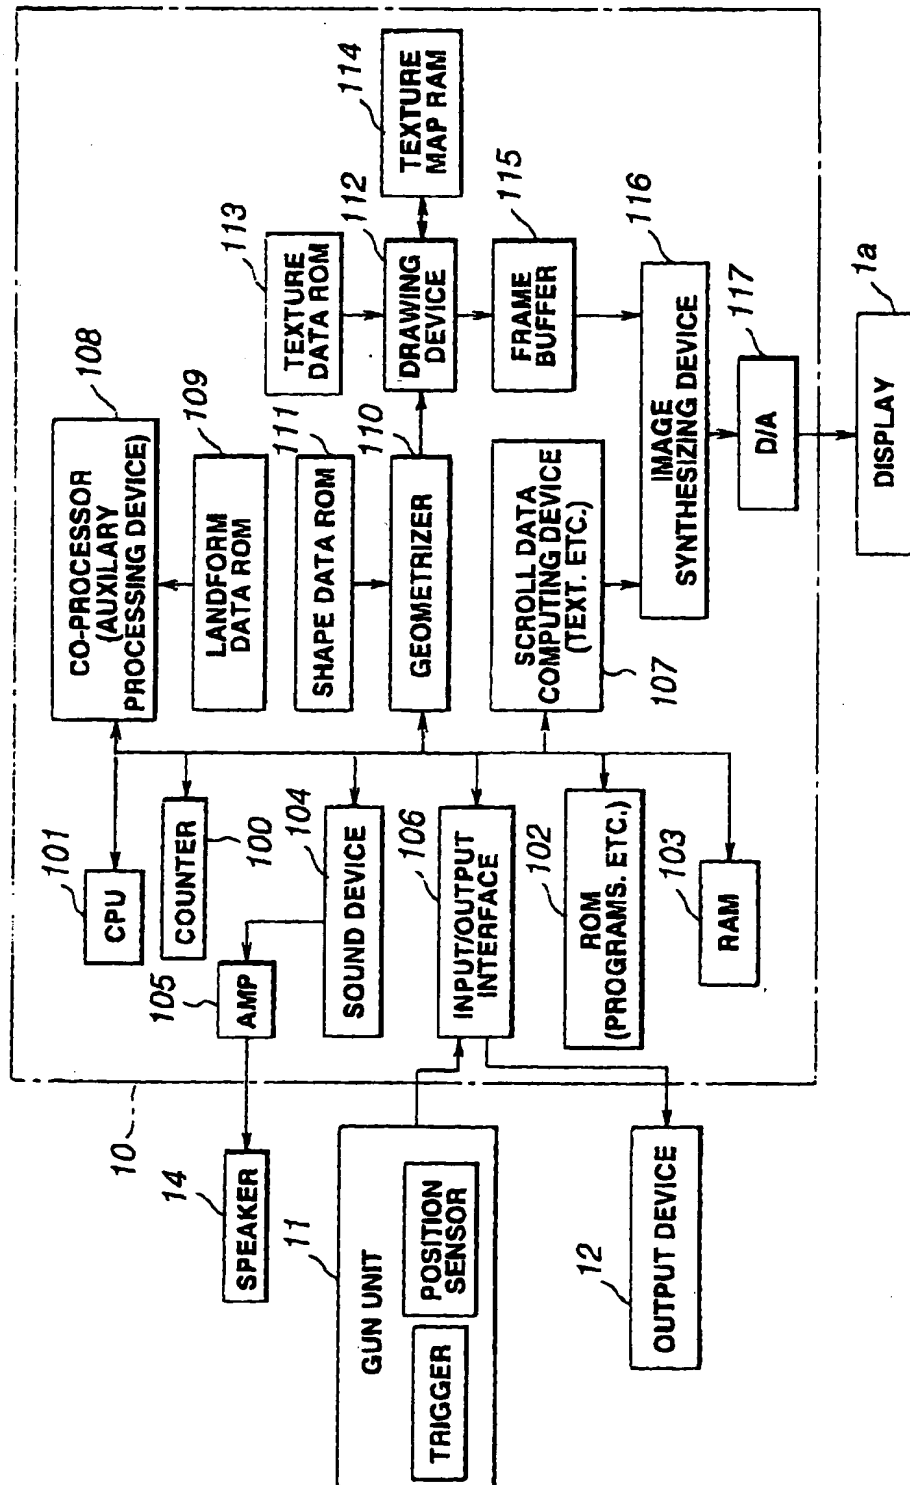 10
101
CPU
COUNTER
100
105
AMP
104
SOUND DEVICE
14
SPEAKER
11
GUN UNIT
TRIGGER
POSITION
SENSOR
106
INPUT/OUTPUT
INTERFACE
102
ROM
(PROGRAMS. ETC.)
103
RAM
12
OUTPUT DEVICE
108
CO-PROCESSOR
(AUXILARY
PROCESSING DEVICE)
109
LANDFORM
DATA ROM
111
SHAPE DATA ROM
110
GEOMETRIZER
SCROLL DATA
COMPUTING DEVICE
(TEXT. ETC.)
107
113
TEXTURE
DATA ROM
112
DRAWING
DEVICE
114
TEXTURE
MAP RAM
115
FRAME
BUFFER
116
IMAGE
SYNTHESIZING DEVICE
117
D/A
1a
DISPLAY